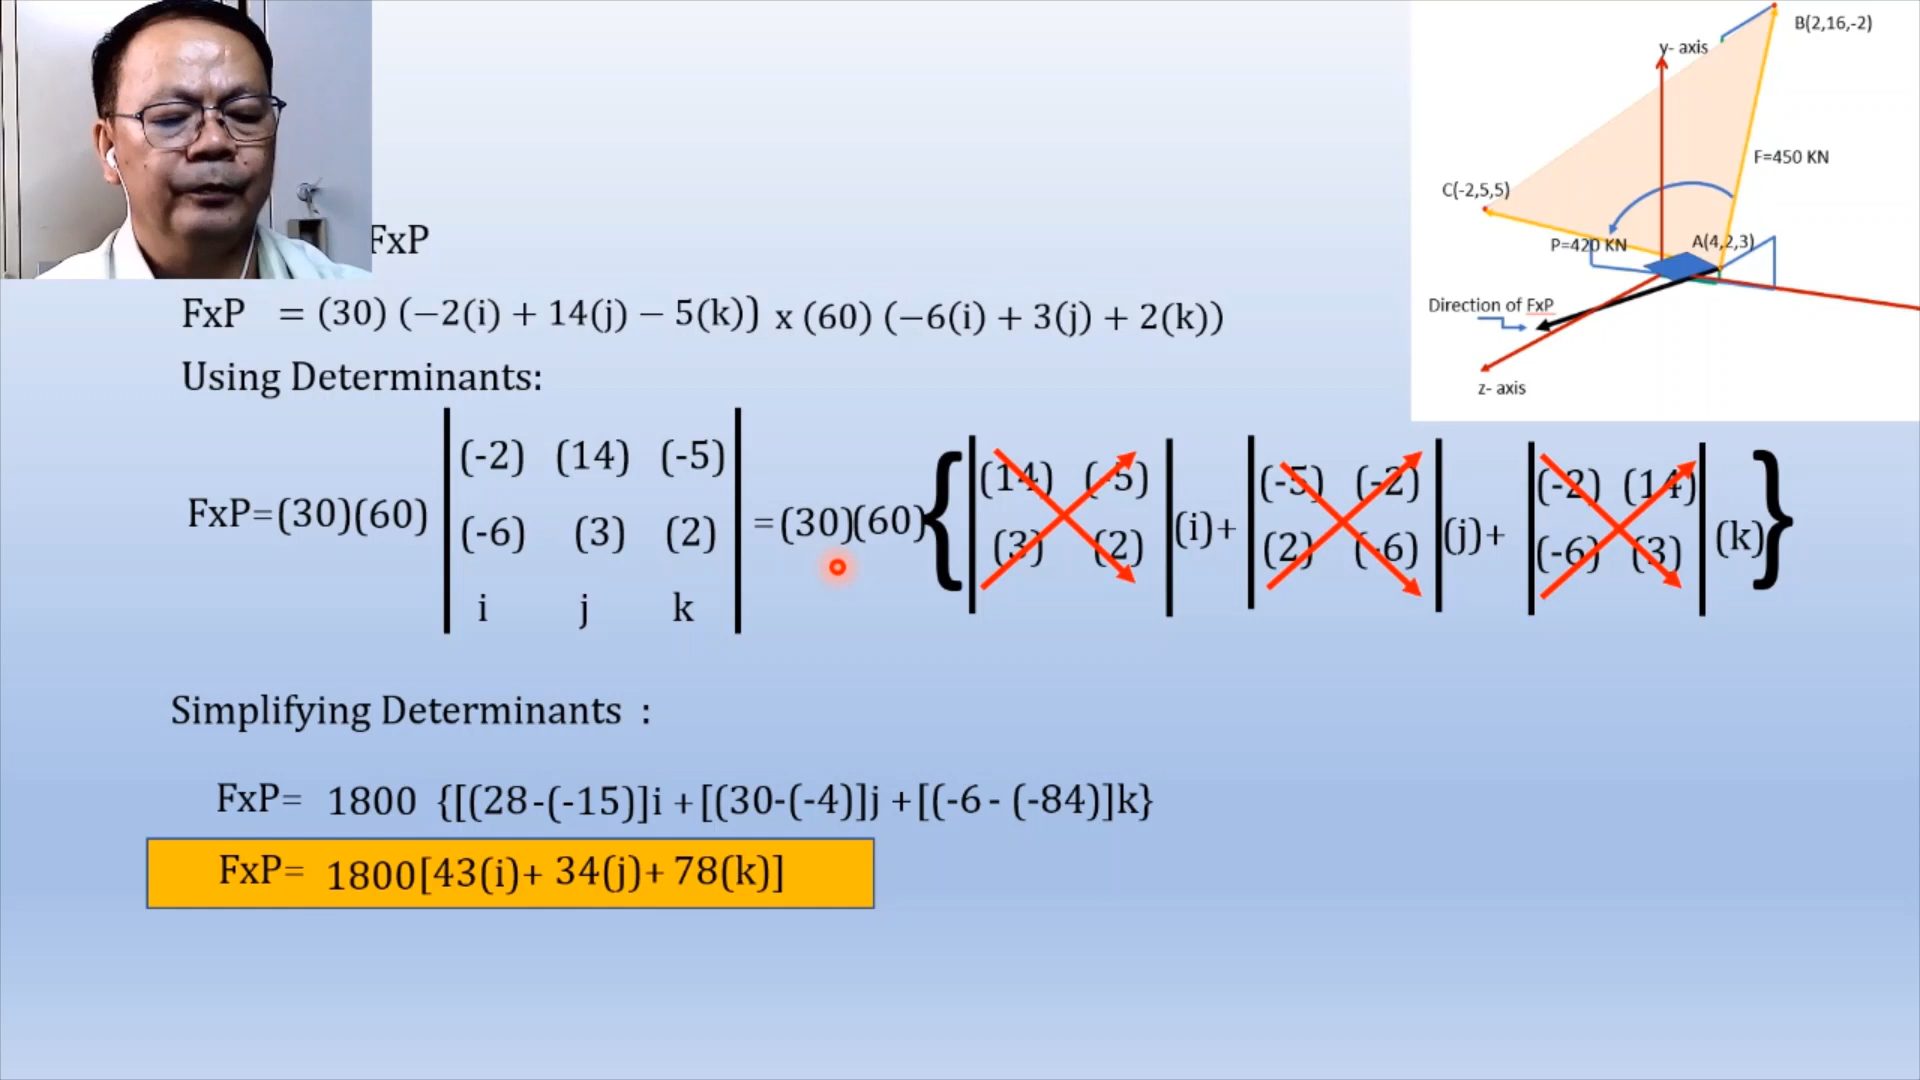 B(2,16,-2)
y- axis
F=450 KN
C(-2,5,5)
P=420 KN
A(4,2,3)
Direction of FxP
z- axis
FxP
FxP = (30) (−2(i) + 14(j) − 5(k)) x (60) (−6(i) + 3(j) + 2(k))
Using Determinants:
(-2) (14) (-5)
(-6) (3) (2)
i j k
FxP=(30)(60)
=(30)(60){
(14) (-5)
(3) (2)
(i)+
(-5) (-2)
(2) (-6)
(j)+
(-2) (14)
(-6) (3)
(k)}
Simplifying Determinants :
FxP= 1800 {[(28-(-15)]i +[(30-(-4)]j +[(-6 - (-84)]k}
FxP= 1800[43(i)+ 34(j)+ 78(k)]